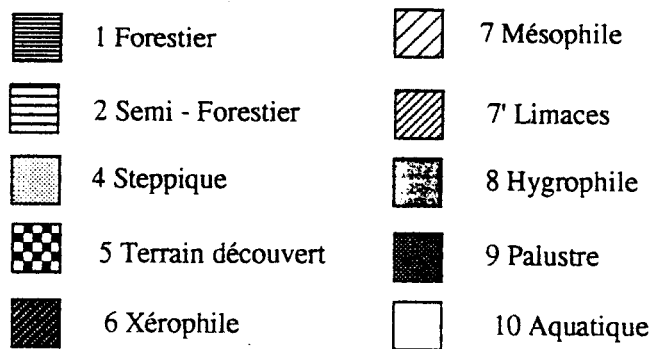 1 Forestier
2 Semi - Forestier
4 Steppique
5 Terrain découvert
6 Xérophile
7 Mésophile
7' Limaces
8 Hygrophile
9 Palustre
10 Aquatique